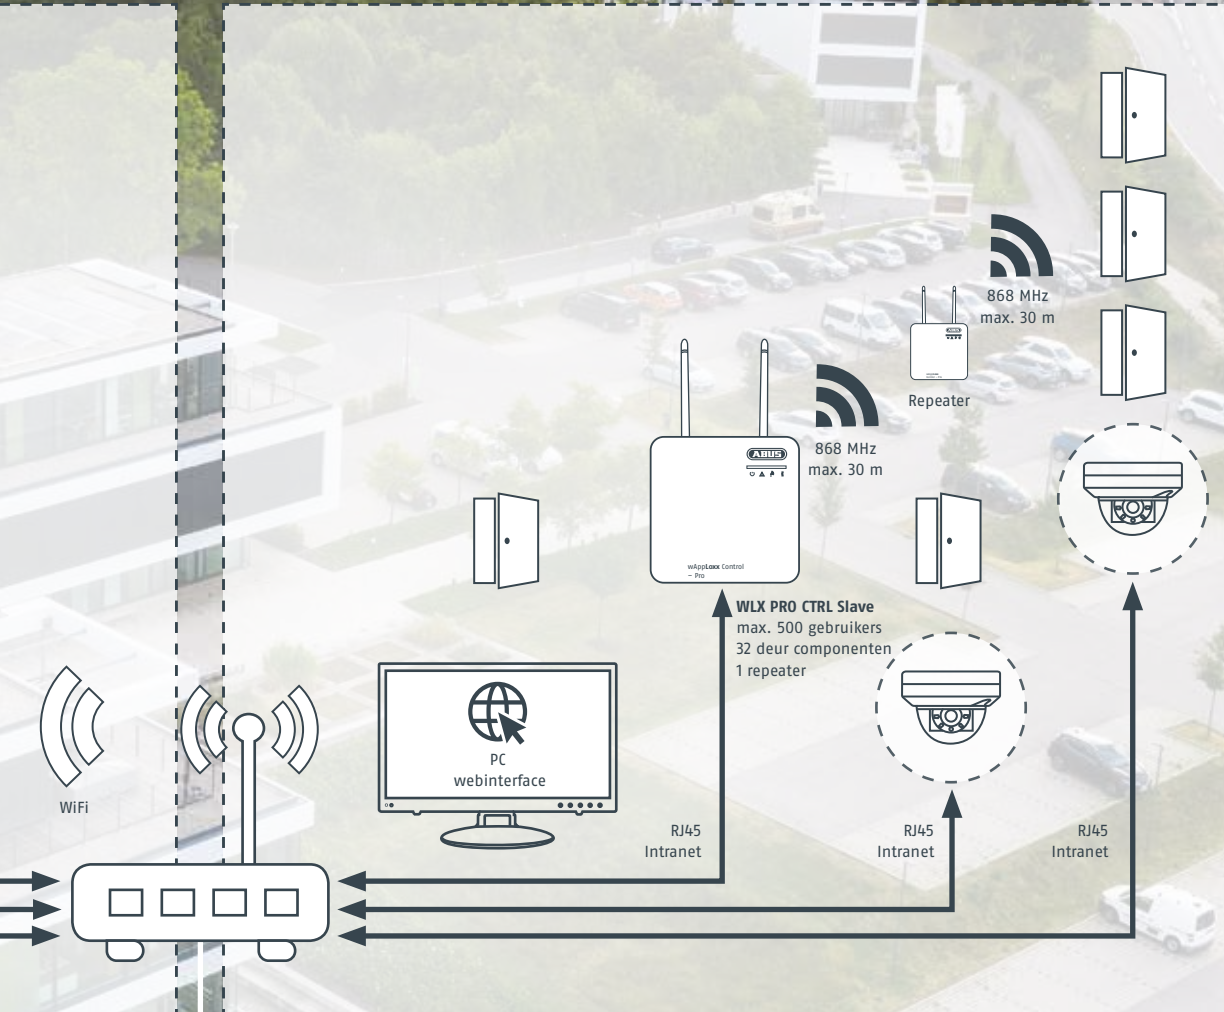 868 MHz
max. 30 m
Repeater
ABUS
868 MHz
max. 30 m
wAppLoxx Control
– Pro
WLX PRO CTRL Slave
max. 500 gebruikers
32 deur componenten
1 repeater
PC
webinterface
WiFi
RJ45
Intranet
RJ45
Intranet
RJ45
Intranet